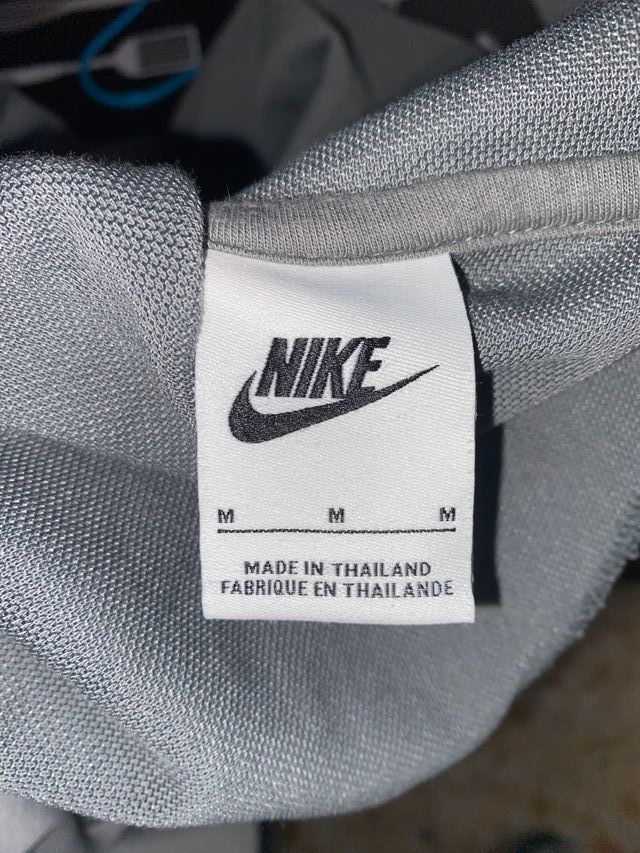 NIKE
M M M
MADE IN THAILAND
FABRIQUE EN THAILANDE